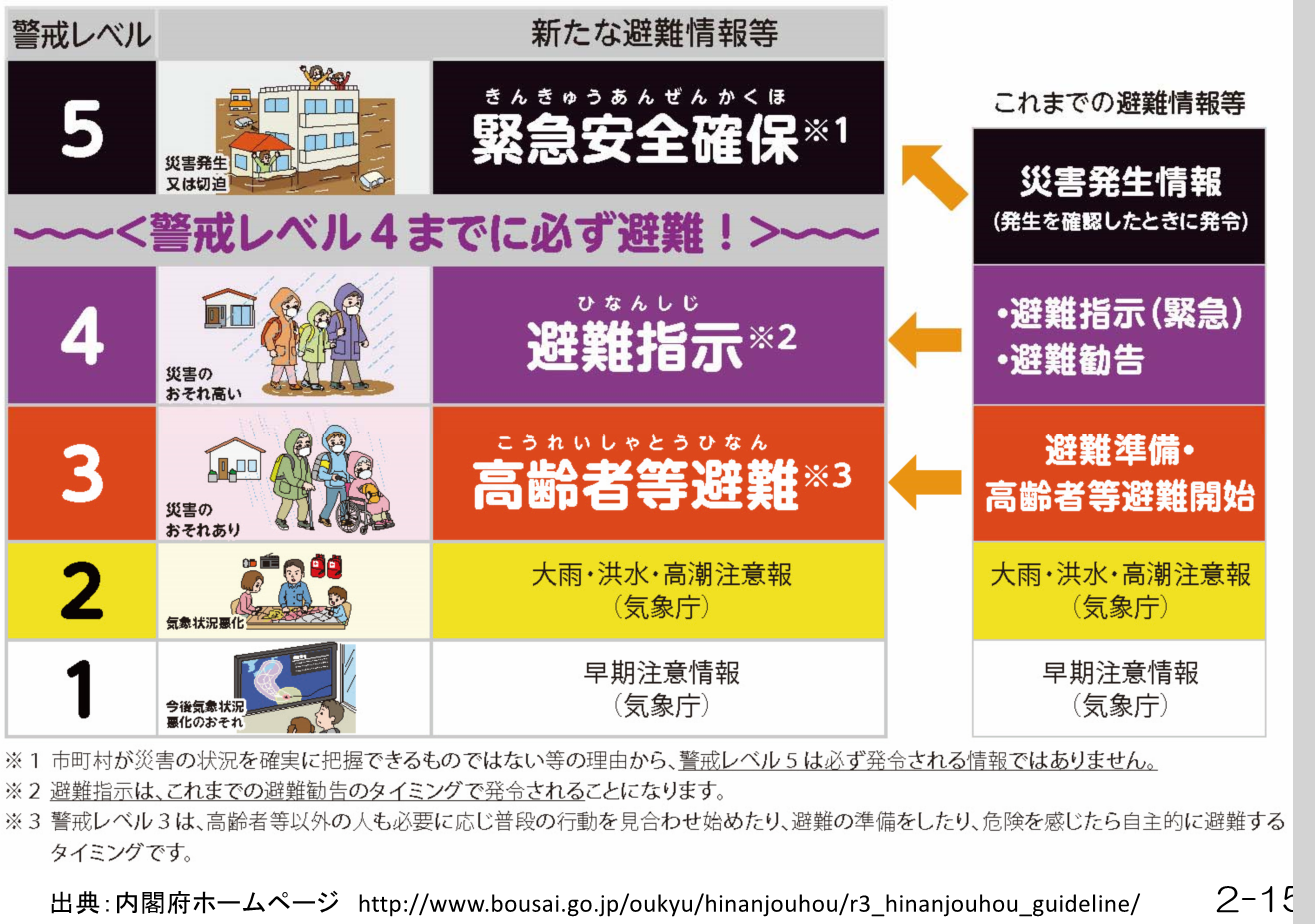 警戒レベル
新たな避難情報等
5
災害発生
又は切迫
きんきゅうあんぜんかくほ
緊急安全確保※1
〜〜〜<警戒レベル4までに必ず避難！>〜〜〜
4
災害の
おそれ高い
ひなんしじ
避難指示※2
3
災害の
おそれあり
こうれいしゃとうひなん
高齢者等避難※3
2
気象状況悪化
大雨・洪水・高潮注意報
（気象庁）
1
今後気象状況
悪化のおそれ
早期注意情報
（気象庁）
これまでの避難情報等
災害発生情報
(発生を確認したときに発令)
・避難指示（緊急）
・避難勧告
避難準備・
高齢者等避難開始
大雨・洪水・高潮注意報
（気象庁）
早期注意情報
（気象庁）
※1 市町村が災害の状況を確実に把握できるものではない等の理由から、警戒レベル5は必ず発令される情報ではありません。
※2 避難指示は、これまでの避難勧告のタイミングで発令されることになります。
※3 警戒レベル3は、高齢者等以外の人も必要に応じ普段の行動を見合わせ始めたり、避難の準備をしたり、危険を感じたら自主的に避難する
タイミングです。
出典：内閣府ホームページ http://www.bousai.go.jp/oukyu/hinanjouhou/r3_hinanjouhou_guideline/
2-15